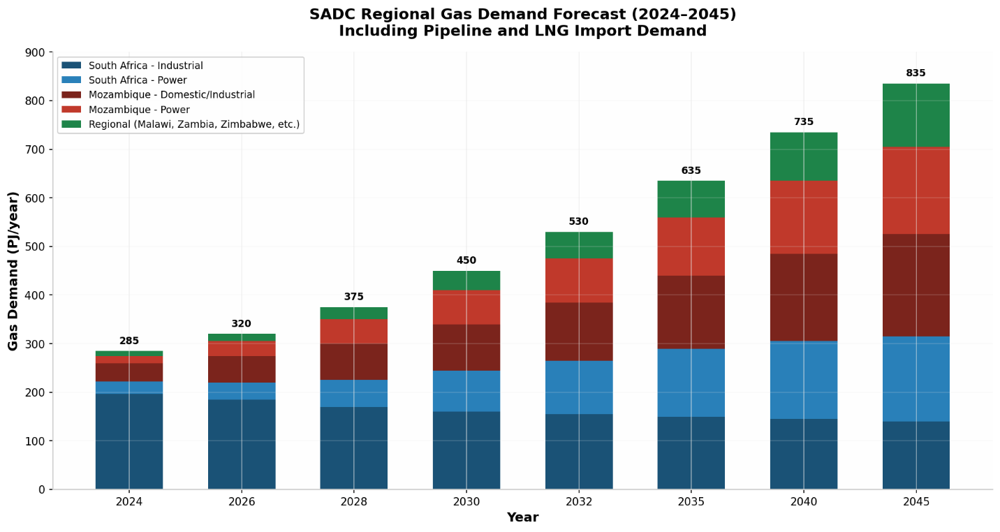 SADC Regional Gas Demand Forecast (2024–2045)
Including Pipeline and LNG Import Demand
Gas Demand (PJ/year)
900
800
700
600
500
400
300
200
100
0
South Africa - Industrial
South Africa - Power
Mozambique - Domestic/Industrial
Mozambique - Power
Regional (Malawi, Zambia, Zimbabwe, etc.)
285
320
375
450
530
635
735
835
2024 2026 2028 2030 2032 2035 2040 2045
Year